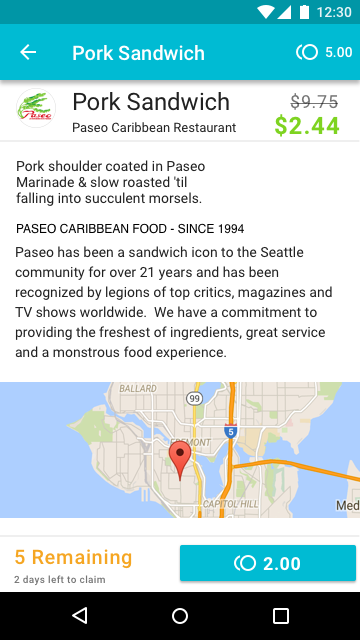 12:30
Pork Sandwich 5.00
Paseo
Pork Sandwich $9.75
Paseo Caribbean Restaurant $2.44
Pork shoulder coated in Paseo
Marinade & slow roasted 'til
falling into succulent morsels.
PASEO CARIBBEAN FOOD - SINCE 1994
Paseo has been a sandwich icon to the Seattle
community for over 21 years and has been
recognized by legions of top critics, magazines and
TV shows worldwide. We have a commitment to
providing the freshest of ingredients, great service
and a monstrous food experience.
BALLARD
99
5
FREMONT
CAPITOL HILL
Med
5 Remaining
2 days left to claim
2.00